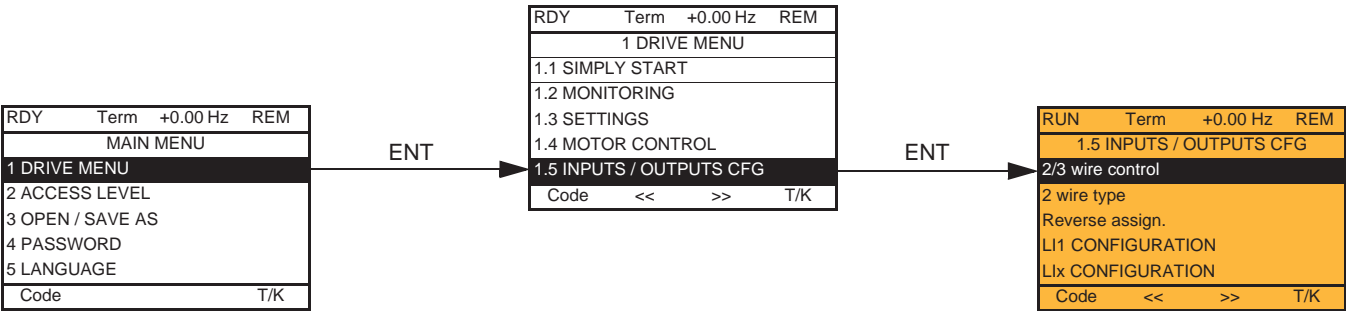 RDY Term +0.00 Hz REM
MAIN MENU
1 DRIVE MENU
2 ACCESS LEVEL
3 OPEN / SAVE AS
4 PASSWORD
5 LANGUAGE
Code T/K
ENT
RDY Term +0.00 Hz REM
1 DRIVE MENU
1.1 SIMPLY START
1.2 MONITORING
1.3 SETTINGS
1.4 MOTOR CONTROL
1.5 INPUTS / OUTPUTS CFG
Code << >> T/K
ENT
RUN Term +0.00 Hz REM
1.5 INPUTS / OUTPUTS CFG
2/3 wire control
2 wire type
Reverse assign.
LI1 CONFIGURATION
LIx CONFIGURATION
Code << >> T/K